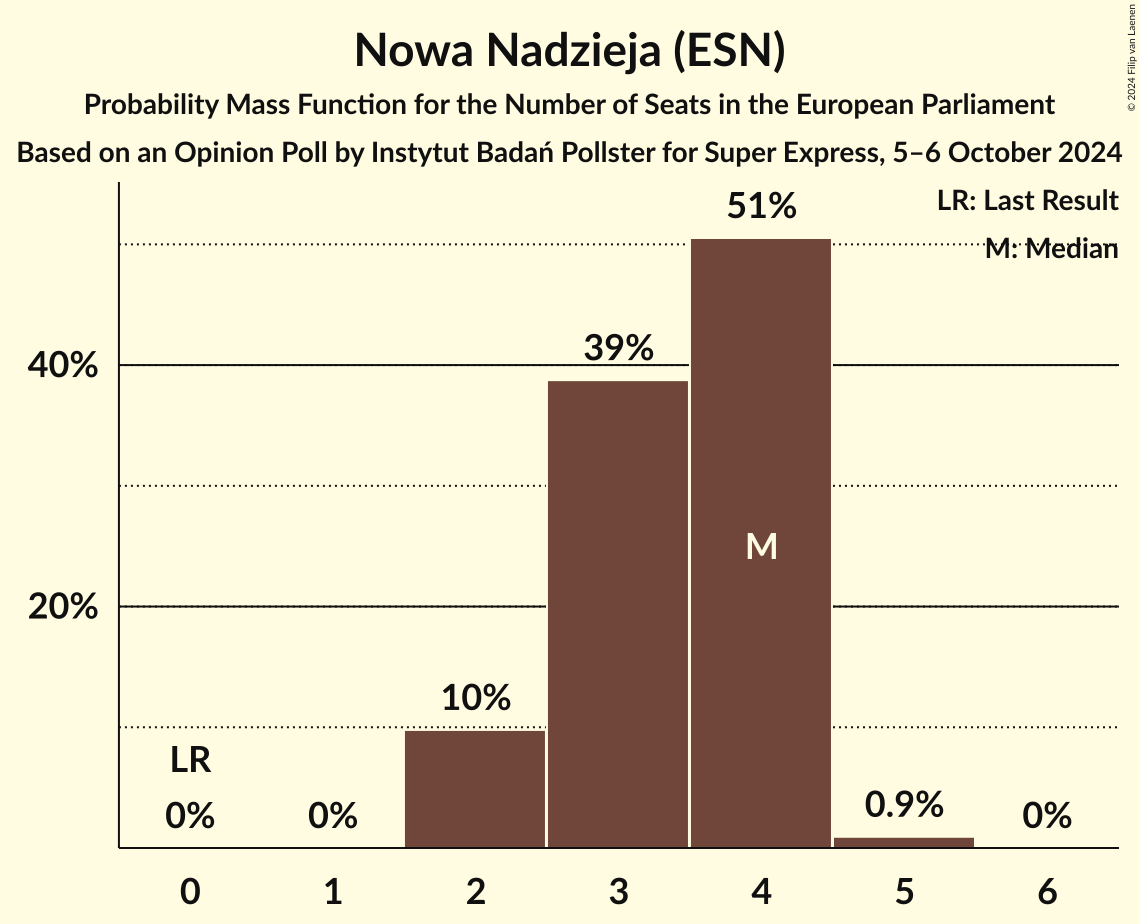 Nowa Nadzieja (ESN)
Probability Mass Function for the Number of Seats in the European Parliament
Based on an Opinion Poll by Instytut Badań Pollster for Super Express, 5–6 October 2024
© 2024 Filip van Laenen
LR: Last Result
M: Median
51%
40%
39%
M
20%
10%
LR
0%
0%
0.9%
0%
0
1
2
3
4
5
6